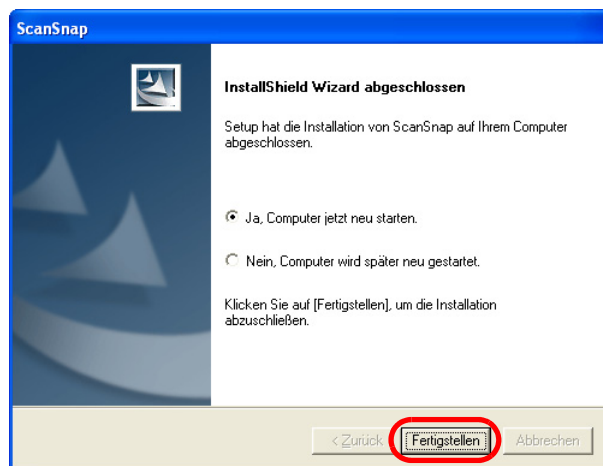 ScanSnap
InstallShield Wizard abgeschlossen
Setup hat die Installation von ScanSnap auf Ihrem Computer
abgeschlossen.
Ja, Computer jetzt neu starten.
Nein, Computer wird später neu gestartet.
Klicken Sie auf [Fertigstellen], um die Installation
abzuschließen.
< Zurück Fertigstellen Abbrechen